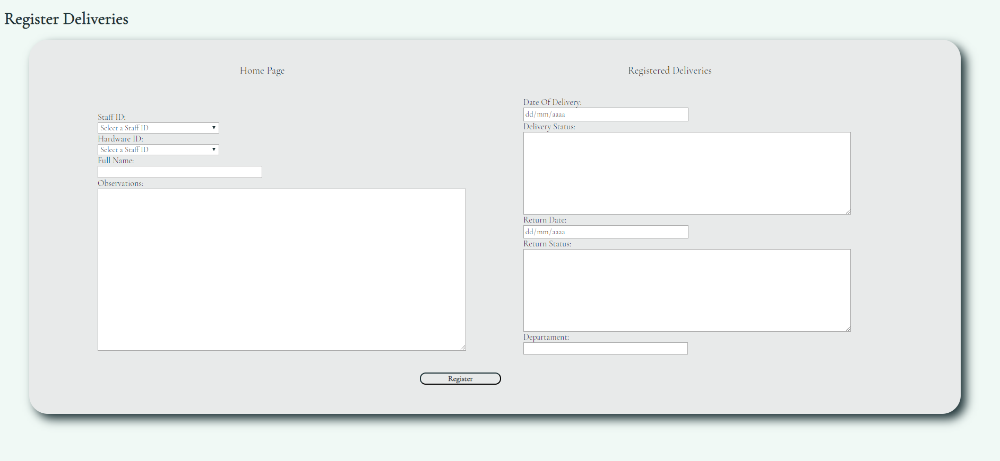 Register Deliveries
Home Page
Registered Deliveries
Staff ID:
Select a Staff ID
Hardware ID:
Select a Staff ID
Full Name:
Observations:
Date Of Delivery:
dd/mm/aaaa
Delivery Status:
Return Date:
dd/mm/aaaa
Return Status:
Departament:
Register